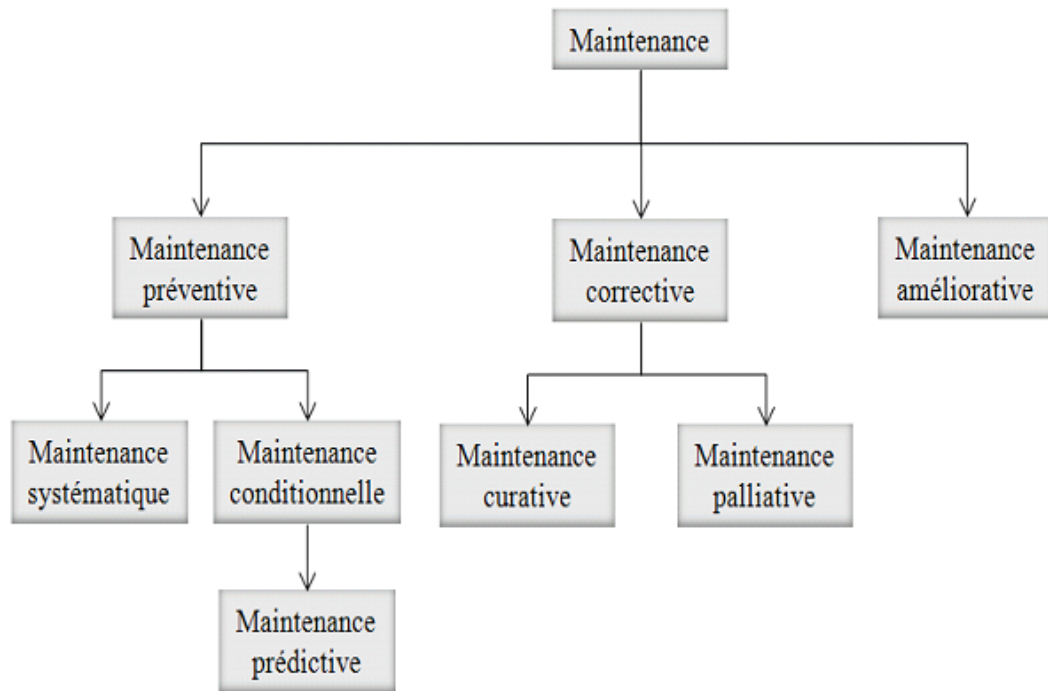 Maintenance
Maintenance
préventive
Maintenance
corrective
Maintenance
améliorative
Maintenance
systématique
Maintenance
conditionnelle
Maintenance
curative
Maintenance
palliative
Maintenance
prédictive